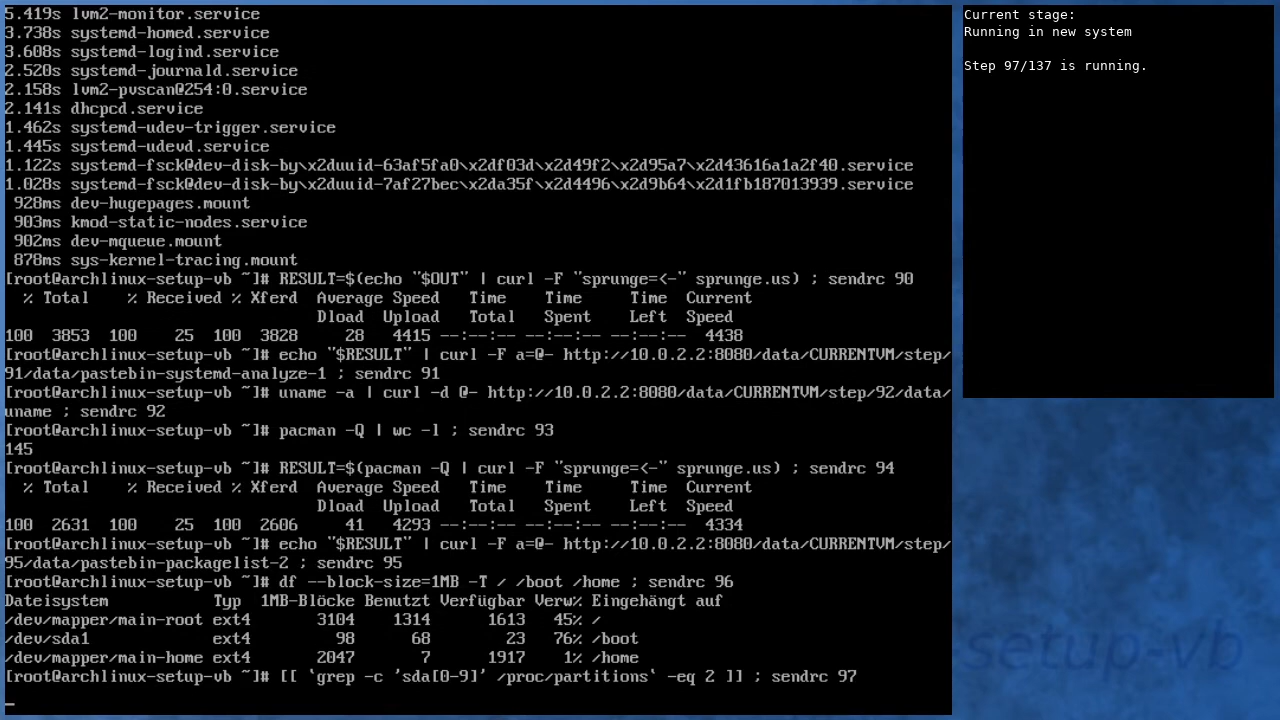 5.419s lvm2-monitor.service
3.738s systemd-homed.service
3.608s systemd-logind.service
2.520s systemd-journald.service
2.158s lvm2-pvscan@254:0.service
2.141s dhcpcd.service
1.462s systemd-udev-trigger.service
1.445s systemd-udevd.service
1.122s systemd-fsck@dev-disk-by\x2duuid-63af5fa0\x2df03d\x2d49f2\x2d95a7\x2d43616a1a2f40.service
1.028s systemd-fsck@dev-disk-by\x2duuid-7af27bec\x2da35f\x2d4496\x2d9b64\x2d1fb187013939.service
 928ms dev-hugepages.mount
 903ms kmod-static-nodes.service
 902ms dev-mqueue.mount
 878ms sys-kernel-tracing.mount
[root@archlinux-setup-vb ~]# RESULT=$(echo "$OUT" | curl -F "sprunge=<-" sprunge.us) ; sendrc 90
  % Total    % Received % Xferd  Average Speed   Time    Time     Time  Current
                                 Dload  Upload   Total   Spent    Left  Speed
100  3853  100    25  100  3828     28   4415 --:--:-- --:--:-- --:--:--  4438
[root@archlinux-setup-vb ~]# echo "$RESULT" | curl -F a=@- http://10.0.2.2:8080/data/CURRENTVM/step/
91/data/pastebin-systemd-analyze-1 ; sendrc 91
[root@archlinux-setup-vb ~]# uname -a | curl -d @- http://10.0.2.2:8080/data/CURRENTVM/step/92/data/
uname ; sendrc 92
[root@archlinux-setup-vb ~]# pacman -Q | wc -l ; sendrc 93
145
[root@archlinux-setup-vb ~]# RESULT=$(pacman -Q | curl -F "sprunge=<-" sprunge.us) ; sendrc 94
  % Total    % Received % Xferd  Average Speed   Time    Time     Time  Current
                                 Dload  Upload   Total   Spent    Left  Speed
100  2631  100    25  100  2606     41   4293 --:--:-- --:--:-- --:--:--  4334
[root@archlinux-setup-vb ~]# echo "$RESULT" | curl -F a=@- http://10.0.2.2:8080/data/CURRENTVM/step/
95/data/pastebin-packagelist-2 ; sendrc 95
[root@archlinux-setup-vb ~]# df --block-size=1MB -T / /boot /home ; sendrc 96
Dateisystem           Typ  1MB-Blöcke Benutzt Verfügbar Verw% Eingehängt auf
/dev/mapper/main-root ext4       3104    1314      1613   45% /
/dev/sda1             ext4         98      68        23   76% /boot
/dev/mapper/main-home ext4       2047       7      1917    1% /home
[root@archlinux-setup-vb ~]# [[ `grep -c 'sda[0-9]' /proc/partitions` -eq 2 ]] ; sendrc 97
_
Current stage:
Running in new system
Step 97/137 is running.
setup-vb